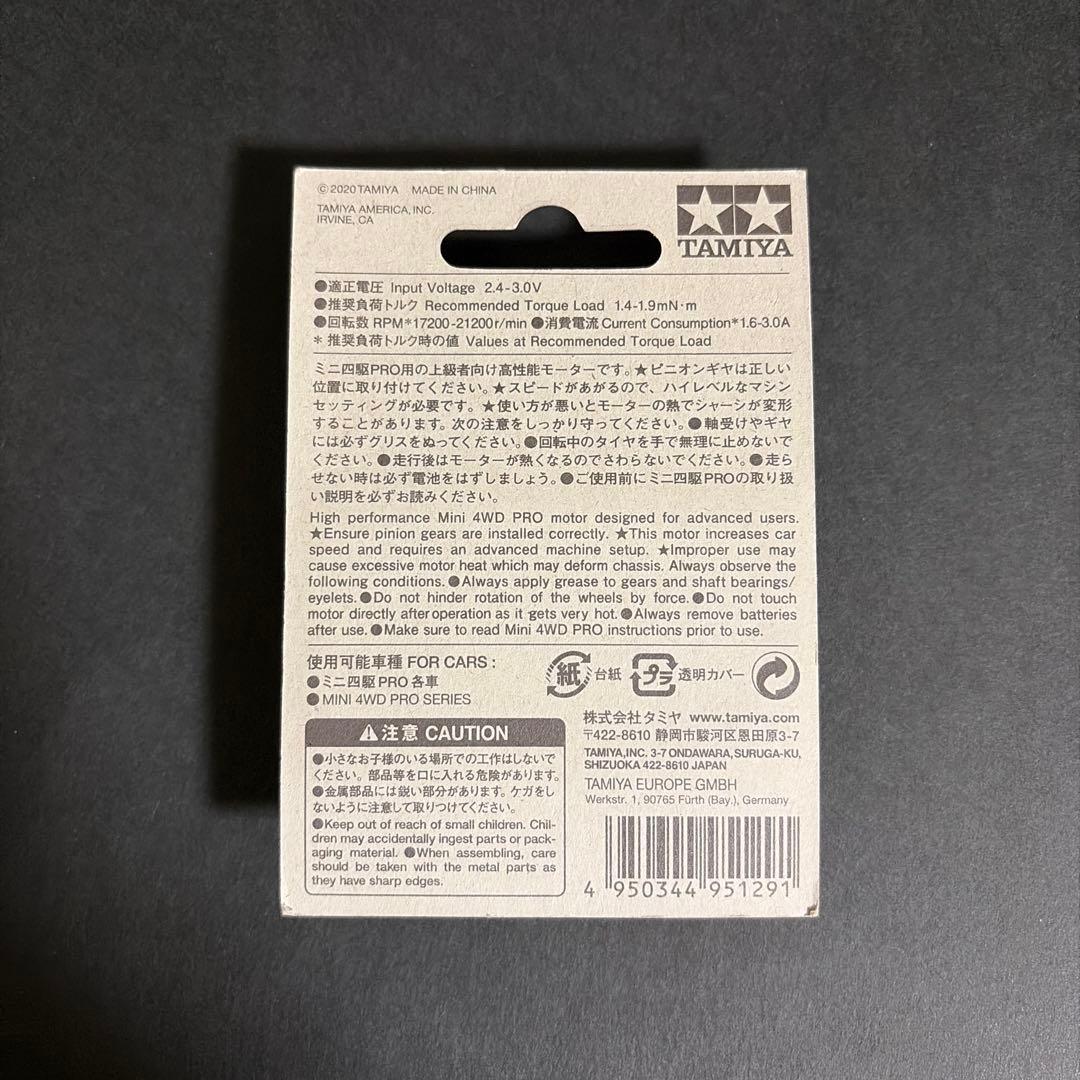 © 2020 TAMIYA MADE IN CHINA
TAMIYA AMERICA, INC.
IRVINE, CA
TAMIYA
●適正電圧 Input Voltage 2.4-3.0V
●推奨負荷トルク Recommended Torque Load 1.4-1.9mN·m
●回転数 RPM*17200-21200r/min ●消費電流 Current Consumption*1.6-3.0A
* 推奨負荷トルク時の値 Values at Recommended Torque Load
ミニ四駆PRO用の上級者向け高性能モーターです。★ピニオンギヤは正しい
位置に取り付けてください。★スピードがあがるので、ハイレベルなマシン
セッティングが必要です。★使い方が悪いとモーターの熱でシャーシが変形
することがあります。次の注意をしっかり守ってください。●軸受けやギヤ
には必ずグリスをぬってください。●回転中のタイヤを手で無理に止めないで
ください。●走行後はモーターが熱くなるのでさわらないでください。●走ら
せない時は必ず電池をはずしましょう。●ご使用前にミニ四駆PROの取り扱
い説明を必ずお読みください。
High performance Mini 4WD PRO motor designed for advanced users.
★Ensure pinion gears are installed correctly. ★This motor increases car
speed and requires an advanced machine setup. ★Improper use may
cause excessive motor heat which may deform chassis. Always observe the
following conditions. ●Always apply grease to gears and shaft bearings/
eyelets. ●Do not hinder rotation of the wheels by force. ●Do not touch
motor directly after operation as it gets very hot. ●Always remove batteries
after use. ●Make sure to read Mini 4WD PRO instructions prior to use.
使用可能車種 FOR CARS :
●ミニ四駆PRO各車
●MINI 4WD PRO SERIES
紙 台紙 プラ 透明カバー
株式会社タミヤ www.tamiya.com
〒422-8610 静岡市駿河区恩田原3-7
TAMIYA,INC. 3-7 ONDAWARA, SURUGA-KU,
SHIZUOKA 422-8610 JAPAN
TAMIYA EUROPE GMBH
Werkstr. 1, 90765 Fürth (Bay.), Germany
注意 CAUTION
●小さなお子様のいる場所での工作はしないで
ください。部品等を口に入れる危険があります。
●金属部品には鋭い部分があります。ケガをし
ないように注意して取りつけてください。
●Keep out of reach of small children. Chil-
dren may accidentally ingest parts or pack-
aging material. ●When assembling, care
should be taken with the metal parts as
they have sharp edges.
4 950344 951291